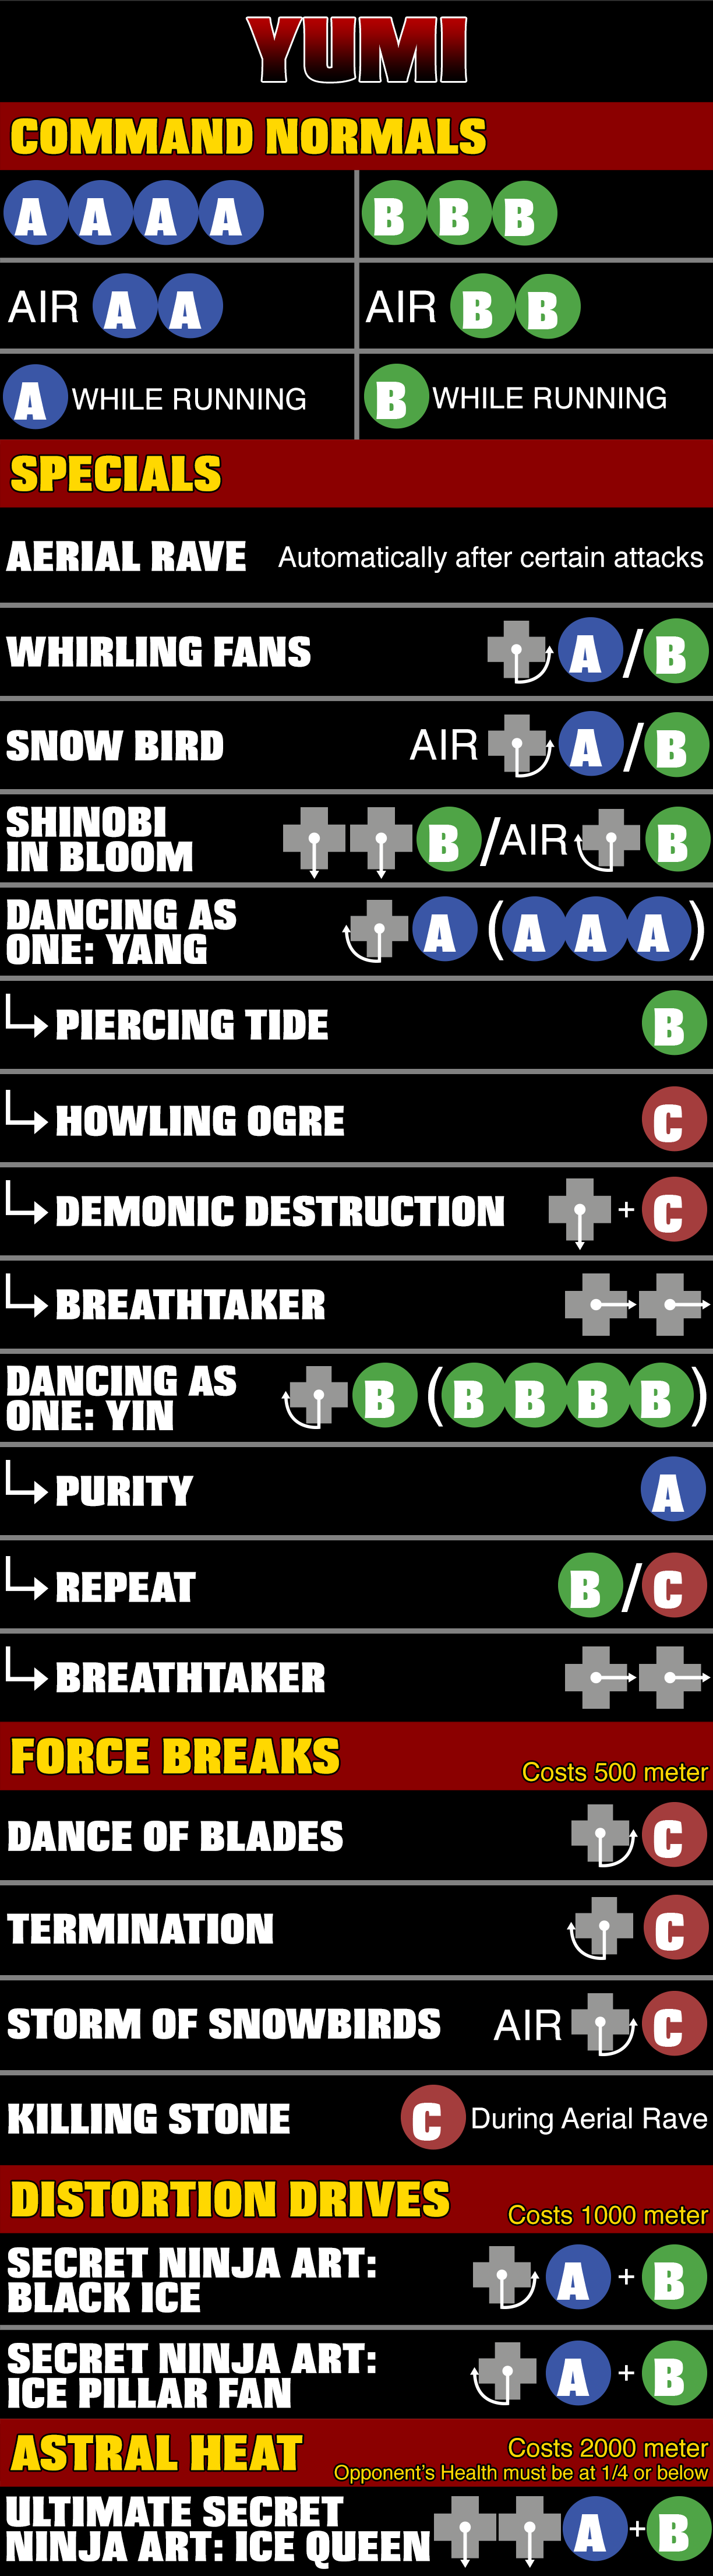 YUMI
COMMAND NORMALS
A A A A
B B B
AIR A A
AIR B B
A WHILE RUNNING
B WHILE RUNNING
SPECIALS
AERIAL RAVE Automatically after certain attacks
WHIRLING FANS A / B
SNOW BIRD AIR A / B
SHINOBI
IN BLOOM B /AIR B
DANCING AS
ONE: YANG A (A A A)
PIERCING TIDE B
HOWLING OGRE C
DEMONIC DESTRUCTION + C
BREATHTAKER
DANCING AS
ONE: YIN B (B B B B)
PURITY A
REPEAT B / C
BREATHTAKER
FORCE BREAKS Costs 500 meter
DANCE OF BLADES C
TERMINATION C
STORM OF SNOWBIRDS AIR C
KILLING STONE C During Aerial Rave
DISTORTION DRIVES Costs 1000 meter
SECRET NINJA ART:
BLACK ICE A + B
SECRET NINJA ART:
ICE PILLAR FAN A + B
ASTRAL HEAT Costs 2000 meter
Opponent's Health must be at 1/4 or below
ULTIMATE SECRET
NINJA ART: ICE QUEEN A + B